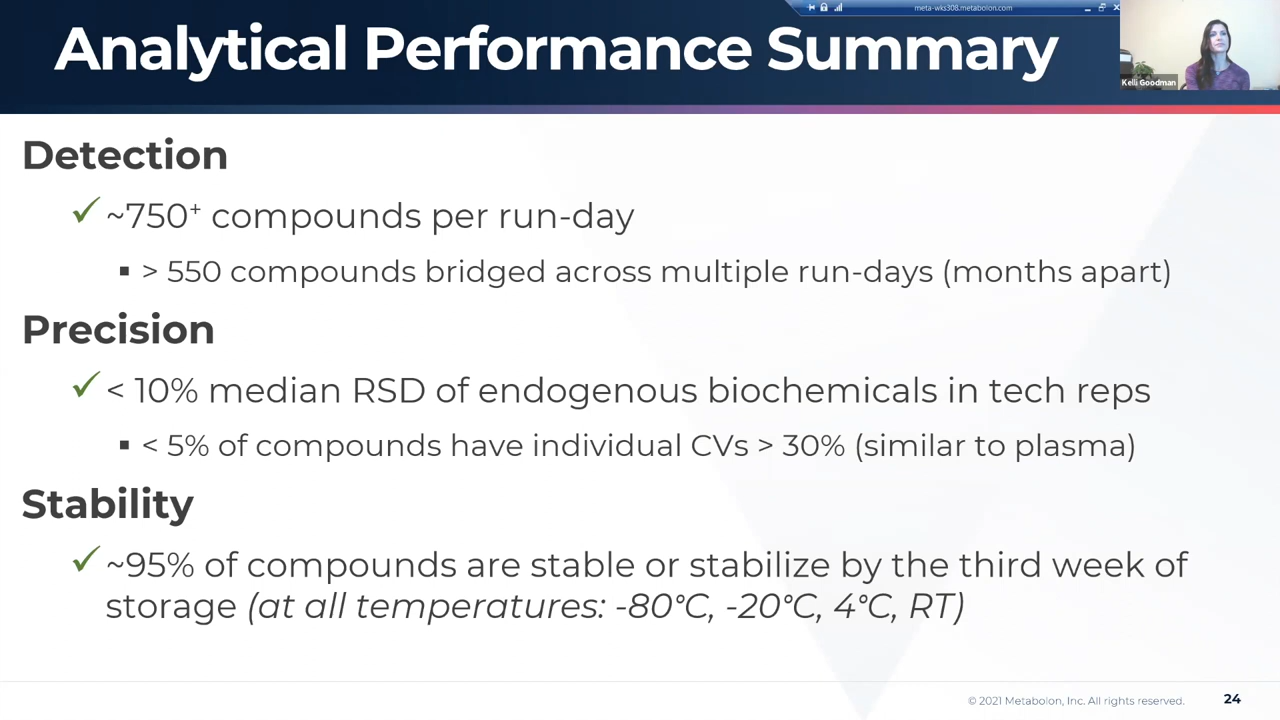 meta-wks308.metabolon.com
Analytical Performance Summary
Kelli Goodman
Detection
✓ ~750⁺ compounds per run-day
▪ > 550 compounds bridged across multiple run-days (months apart)
Precision
✓ < 10% median RSD of endogenous biochemicals in tech reps
▪ < 5% of compounds have individual CVs > 30% (similar to plasma)
Stability
✓ ~95% of compounds are stable or stabilize by the third week of
storage (at all temperatures: -80°C, -20°C, 4°C, RT)
© 2021 Metabolon, Inc. All rights reserved.
24